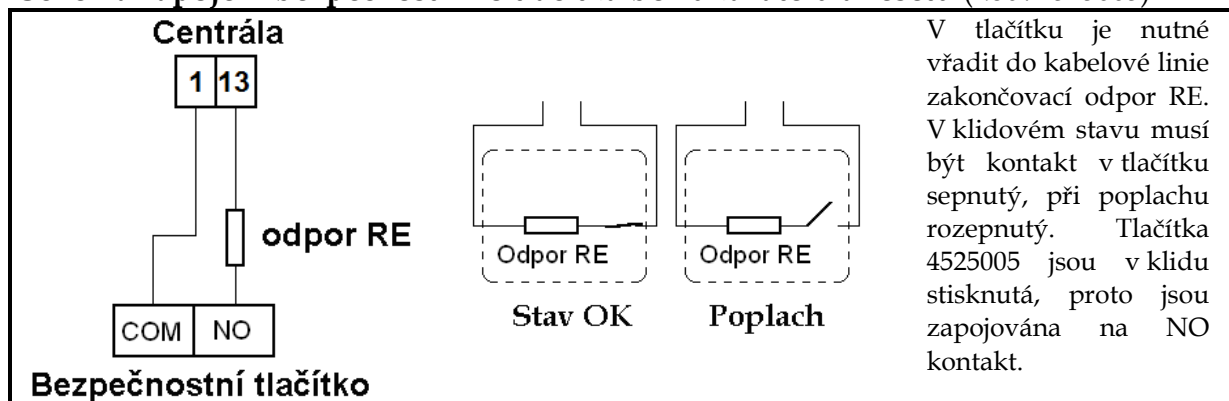 Centrála
1 13
odpor RE
COM NO
Bezpečnostní tlačítko
Odpor RE Odpor RE
Stav OK Poplach
V tlačítku je nutné
vřadit do kabelové linie
zakončovací odpor RE.
V klidovém stavu musí
být kontakt v tlačítku
sepnutý, při poplachu
rozepnutý. Tlačítka
4525005 jsou v klidu
stisknutá, proto jsou
zapojována na NO
kontakt.